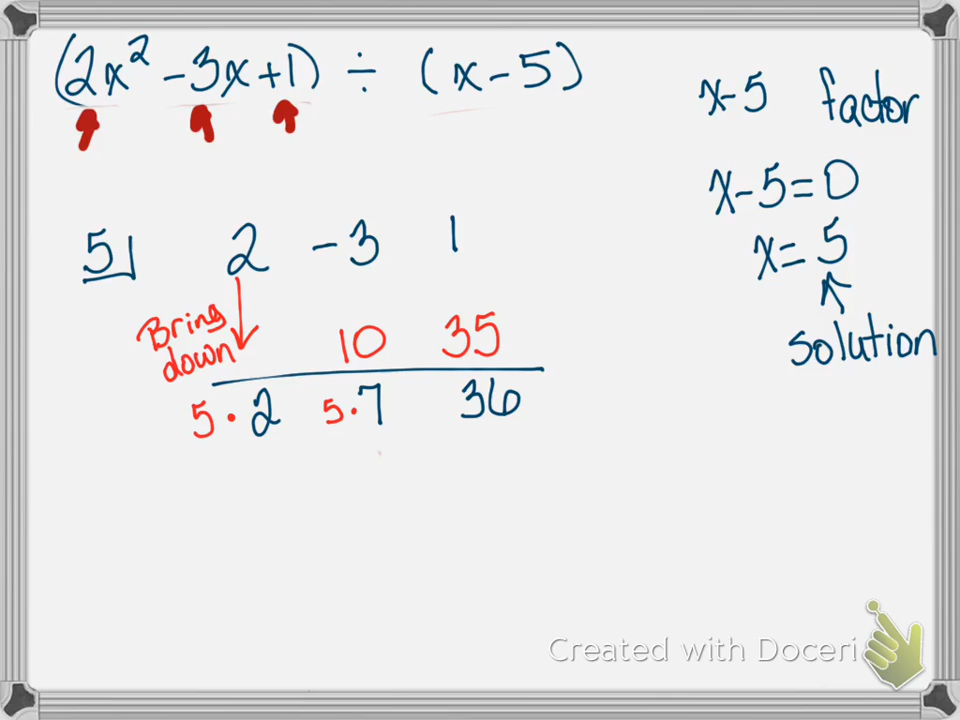 (2x² - 3x + 1) ÷ (x - 5)
x-5 factor
x-5=0
x= 5
solution
5| 2 -3 1
Bring
down
10 35
5 · 2 5 · 7 36
Created with Doceri